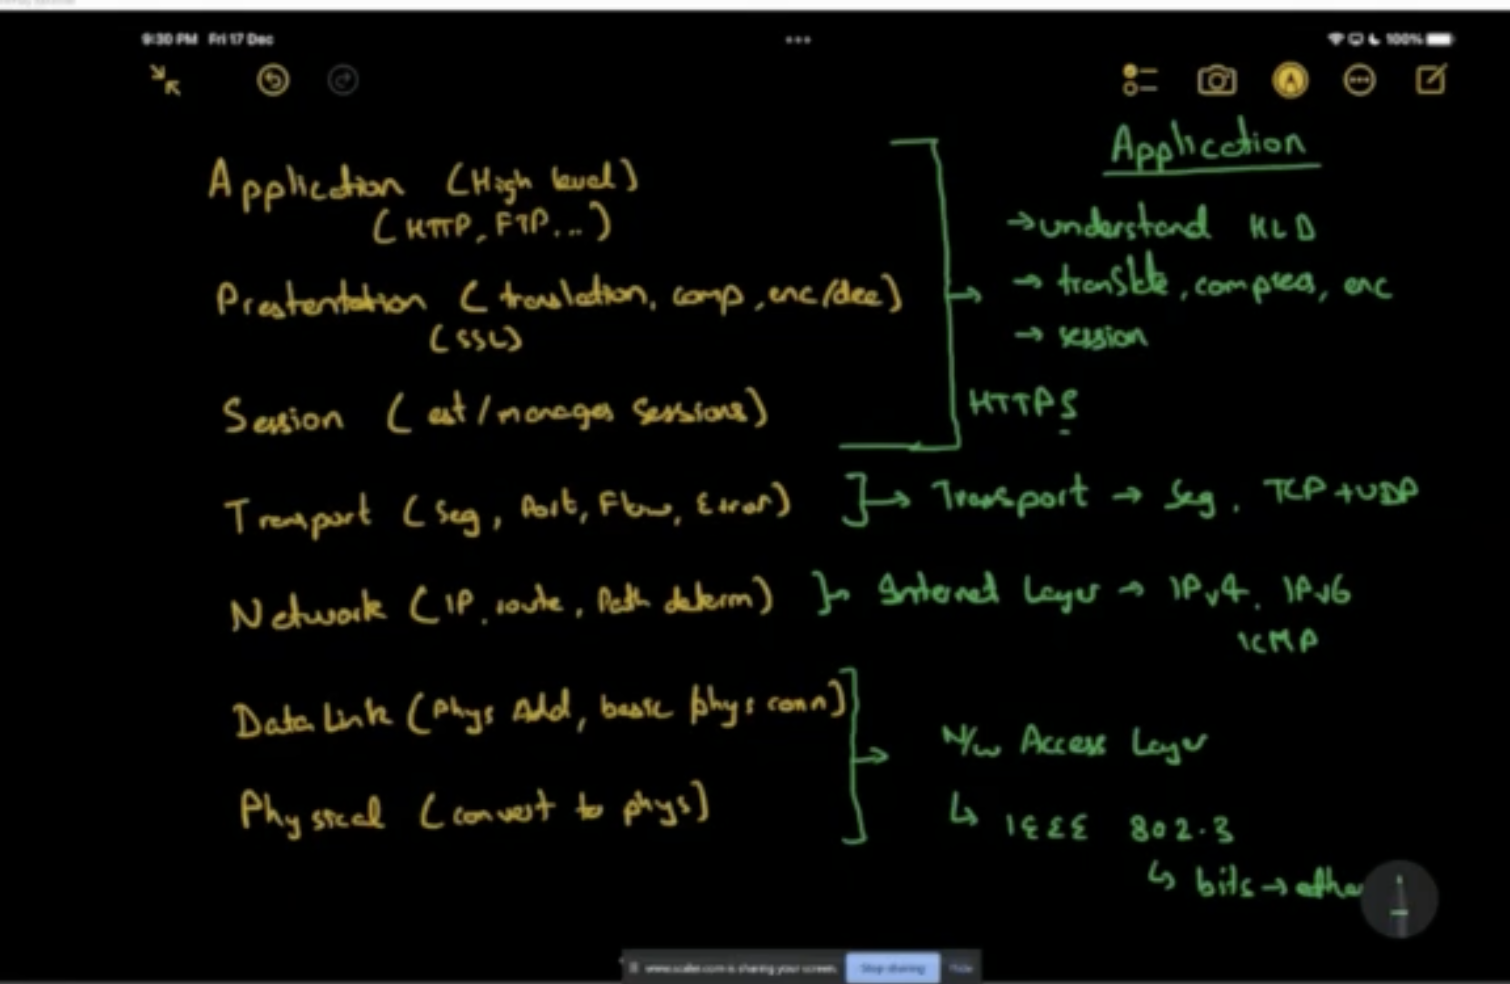 9:30 PM Fri 17 Dec
100%
Application (High level)
(HTTP, FTP...)
Prestentation (translation, comp, enc/dec)
(SSL)
Session (est/manages sessions)
Transport (Seg, Port, Flow, Error)
Network (IP, route, Path determ)
Data Link (Phys Add, basic phys conn)
Physical (convert to phys)
Application
→ understand HLD
→ translate, compress, enc
→ session
HTTPS
→ Transport → Seg. TCP + UDP
Internet Layer → IPv4, IPv6
ICMP
N/w Access Layer
↳ IEEE 802.3
↳ bits → ether
www.scaler.com is sharing your screen. Stop sharing Hide